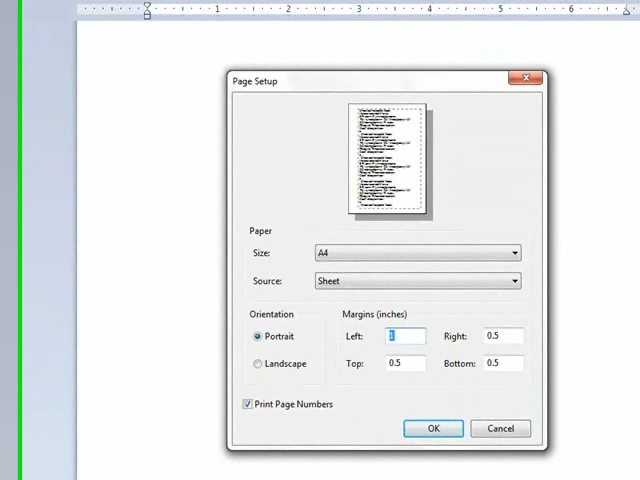 1 2 3 4 5 6
Page Setup
Paper
Size: A4
Source: Sheet
Orientation Margins (inches)
Portrait Left: 1 Right: 0.5
Landscape Top: 0.5 Bottom: 0.5
Print Page Numbers
OK Cancel